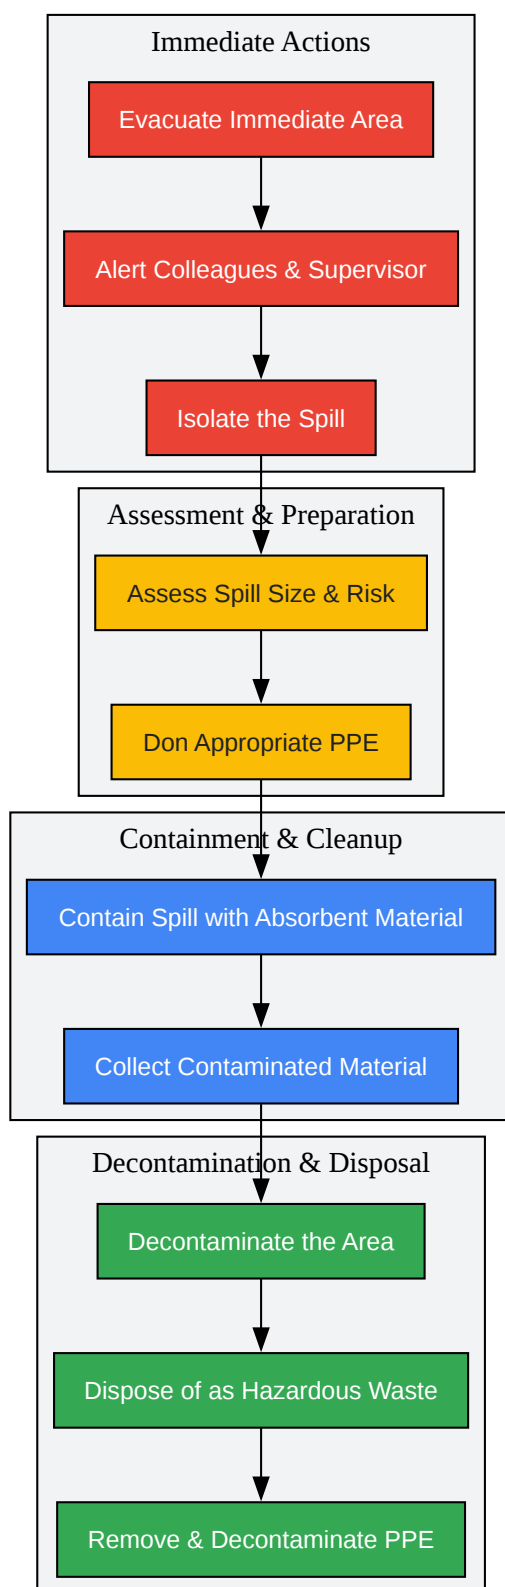 Immediate Actions
Evacuate Immediate Area
Alert Colleagues & Supervisor
Isolate the Spill
Assessment & Preparation
Assess Spill Size & Risk
Don Appropriate PPE
Containment & Cleanup
Contain Spill with Absorbent Material
Collect Contaminated Material
Decontamination & Disposal
Decontaminate the Area
Dispose of as Hazardous Waste
Remove & Decontaminate PPE